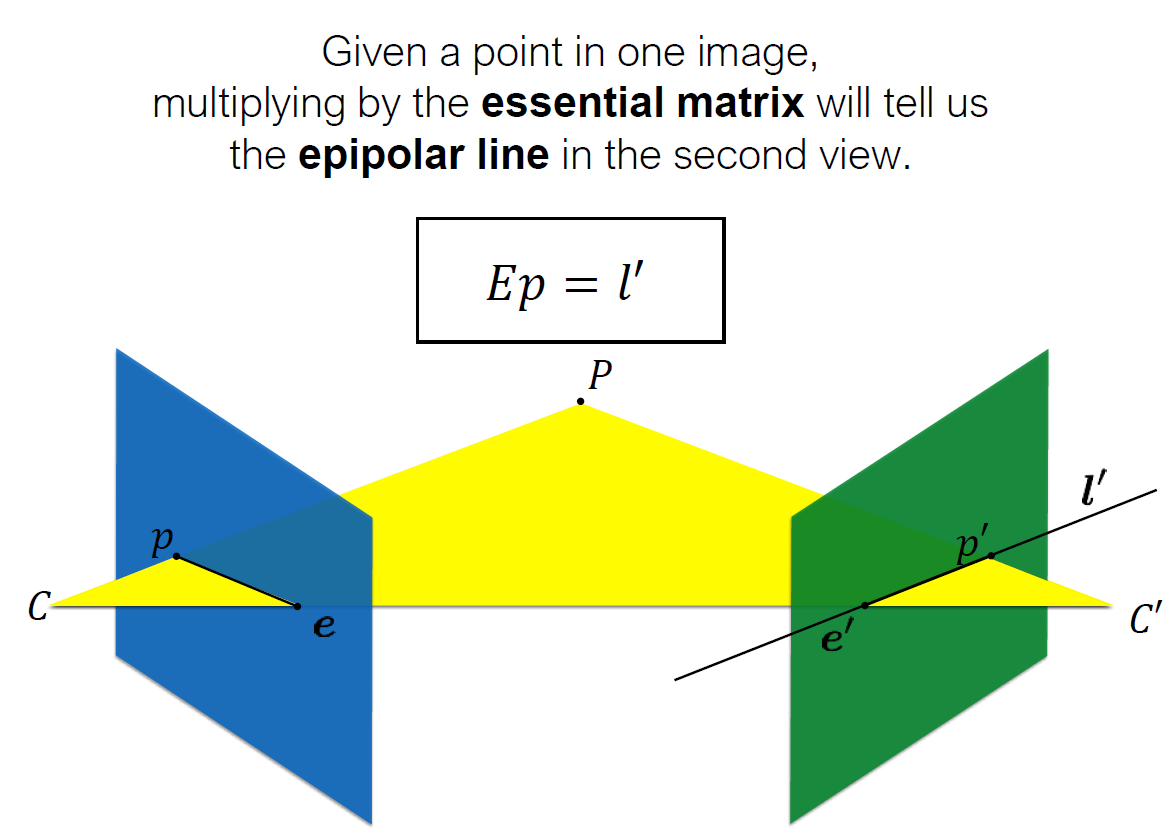 Given a point in one image,
multiplying by the essential matrix will tell us
the epipolar line in the second view.
Ep = l′
P
l′
p
p′
C
e
e′
C′